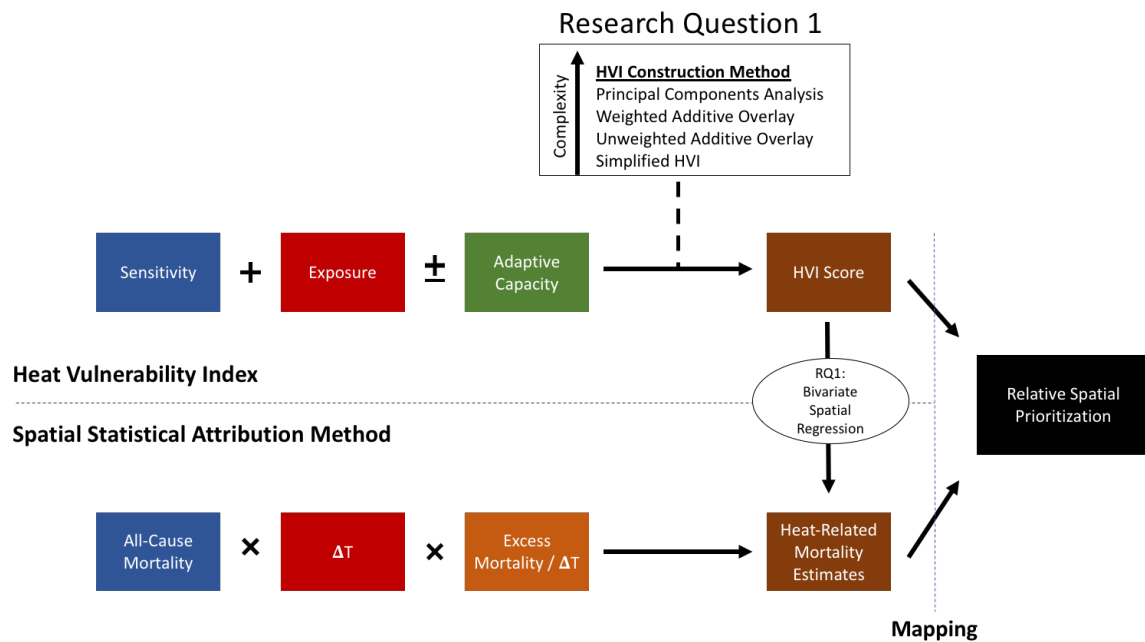 Research Question 1
Complexity
HVI Construction Method
Principal Components Analysis
Weighted Additive Overlay
Unweighted Additive Overlay
Simplified HVI
Sensitivity
+
Exposure
±
Adaptive
Capacity
HVI Score
Heat Vulnerability Index
RQ1:
Bivariate
Spatial
Regression
Relative Spatial
Prioritization
Spatial Statistical Attribution Method
All-Cause
Mortality
×
ΔT
×
Excess
Mortality / ΔT
Heat-Related
Mortality
Estimates
Mapping